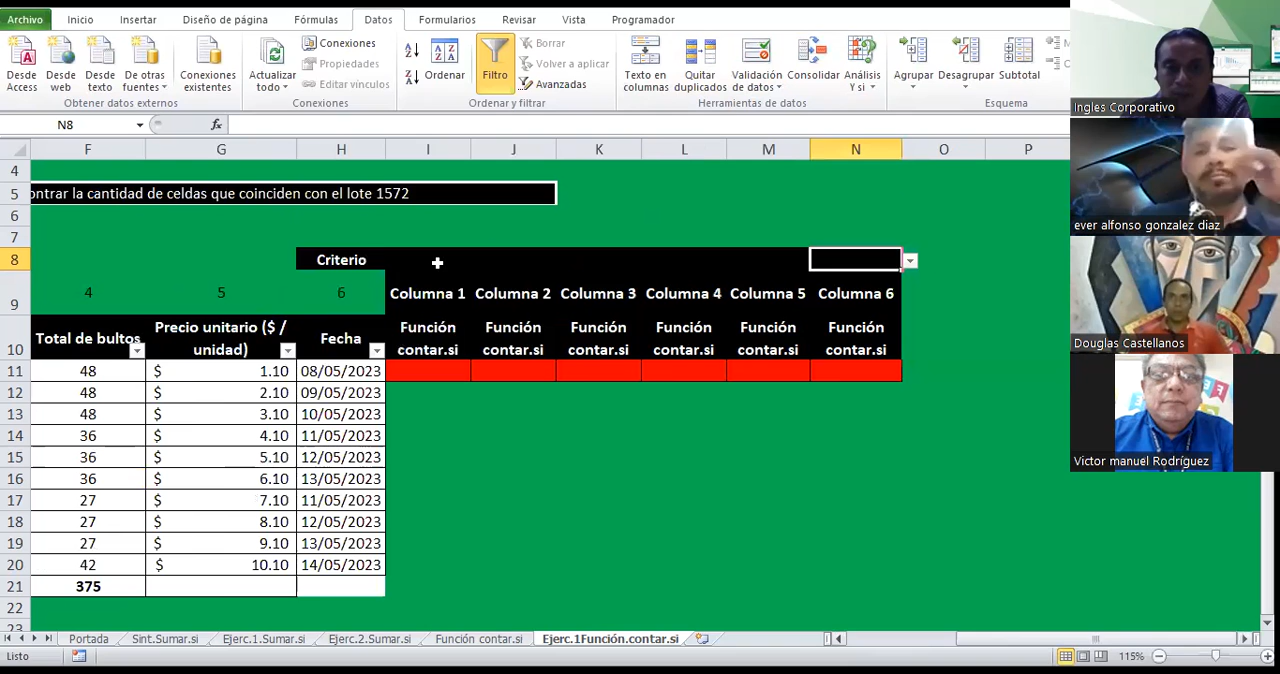 Archivo Inicio Insertar Diseño de página Fórmulas Datos Formularios Revisar Vista Programador
Desde Access
Desde web
Desde texto
De otras fuentes
Conexiones existentes
Obtener datos externos
Actualizar todo
Conexiones
Propiedades
Editar vínculos
Conexiones
Ordenar
Filtro
Borrar
Volver a aplicar
Avanzadas
Ordenar y filtrar
Texto en columnas
Quitar duplicados
Validación de datos
Consolidar
Análisis Y si
Herramientas de datos
Agrupar
Desagrupar
Subtotal
Esquema
N8 fx
F G H I J K L M N O P
4
5 ontrar la cantidad de celdas que coinciden con el lote 1572
6
7
8 Criterio
9 4 5 6 Columna 1 Columna 2 Columna 3 Columna 4 Columna 5 Columna 6
Total de bultos Precio unitario ($ / unidad) Fecha Función contar.si Función contar.si Función contar.si Función contar.si Función contar.si Función contar.si
10
11 48 $ 1.10 08/05/2023
12 48 $ 2.10 09/05/2023
13 48 $ 3.10 10/05/2023
14 36 $ 4.10 11/05/2023
15 36 $ 5.10 12/05/2023
16 36 $ 6.10 13/05/2023
17 27 $ 7.10 11/05/2023
18 27 $ 8.10 12/05/2023
19 27 $ 9.10 13/05/2023
20 42 $ 10.10 14/05/2023
21 375
22
23
Portada Sint.Sumar.si Ejerc.1.Sumar.si Ejerc.2.Sumar.si Función contar.si Ejerc.1Función.contar.si
Listo 115%
Ingles Corporativo
ever alfonso gonzalez diaz
Douglas Castellanos
Victor manuel Rodríguez